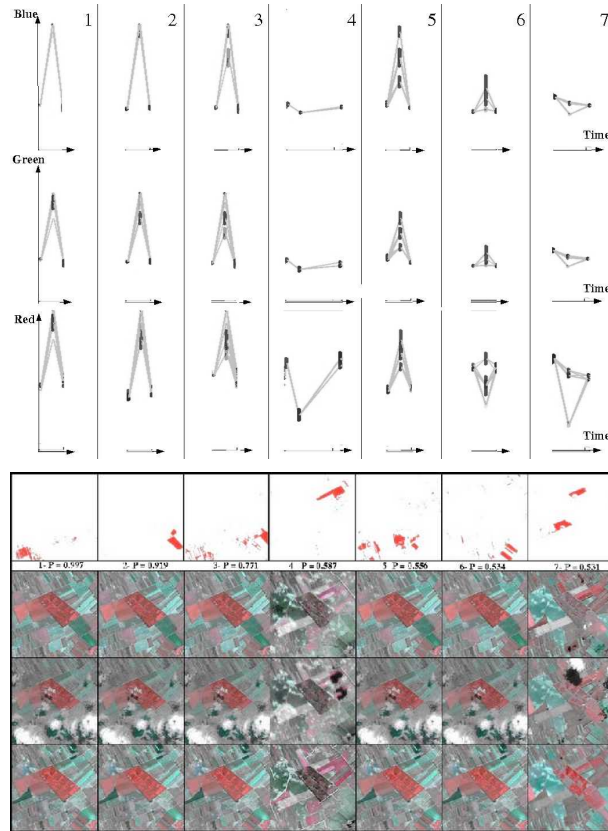 Blue 1 2 3 4 5 6 7
Time
Green
Time
Red
Time
1- P = 0.997 2- P = 0.919 3- P = 0.771 4 P = 0.587 5 P = 0.556 6- P = 0.534 7- P = 0.531